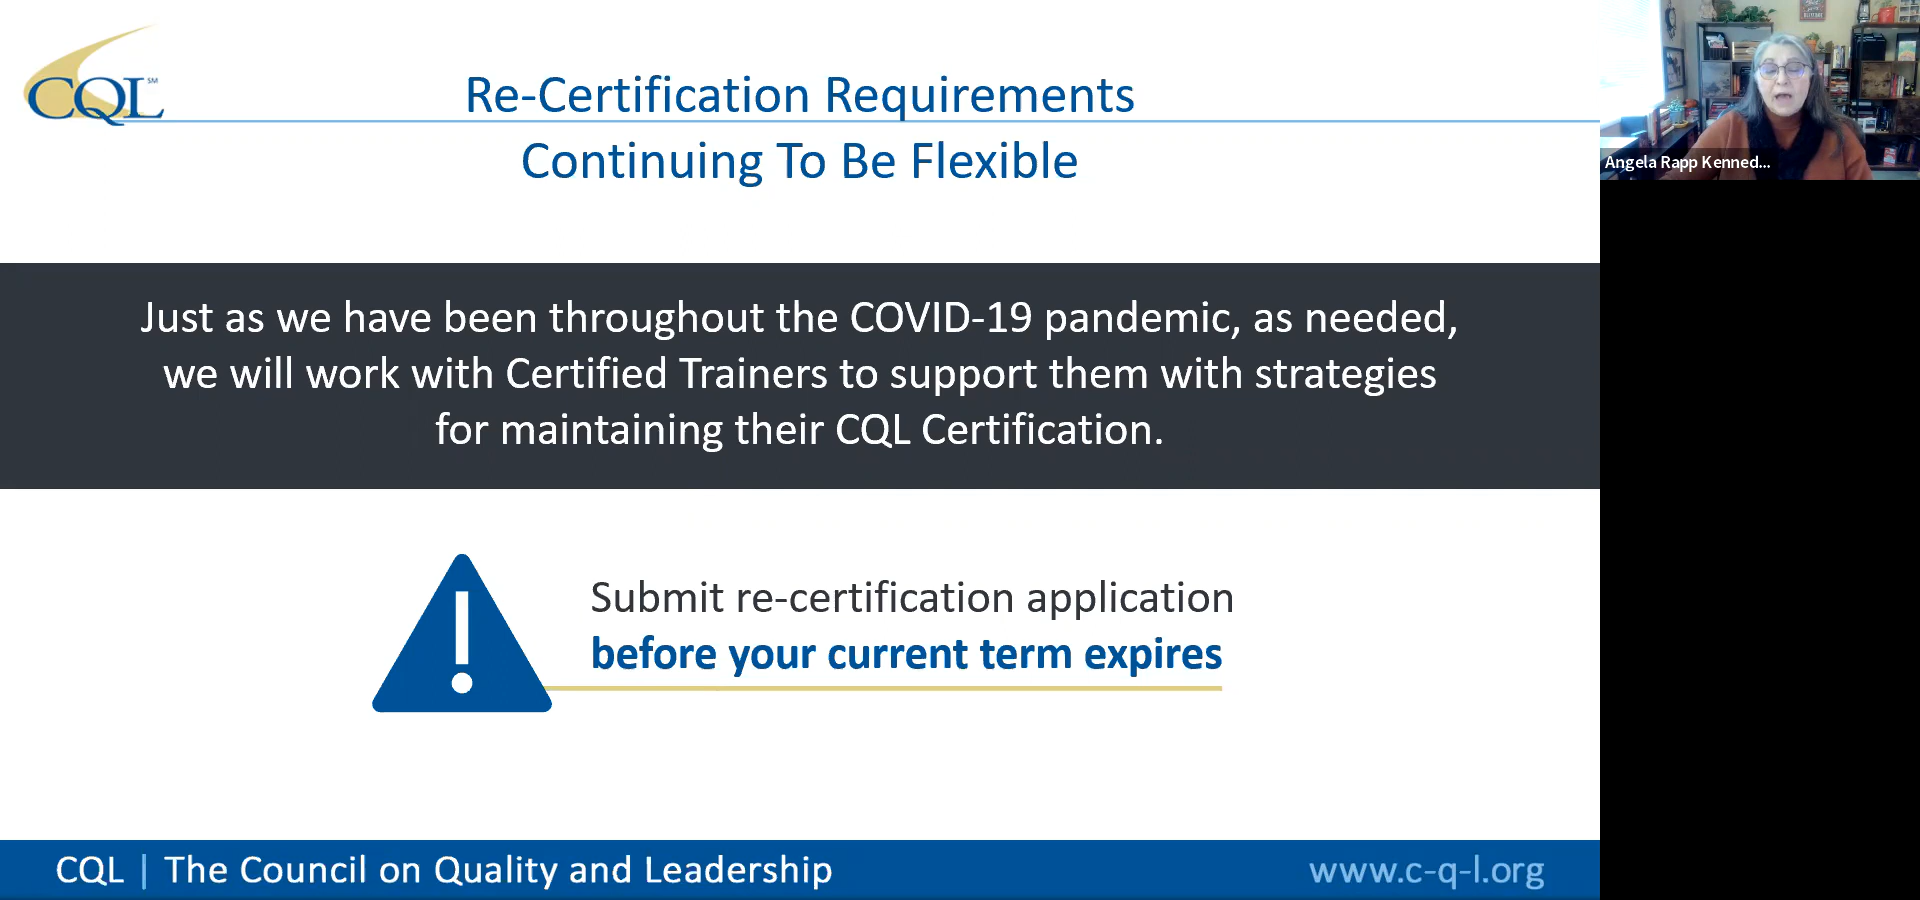 CQL℠
Re-Certification Requirements
Continuing To Be Flexible
Just as we have been throughout the COVID-19 pandemic, as needed,
we will work with Certified Trainers to support them with strategies
for maintaining their CQL Certification.
!
Submit re-certification application
before your current term expires
CQL | The Council on Quality and Leadership
www.c-q-l.org
Angela Rapp Kenned...